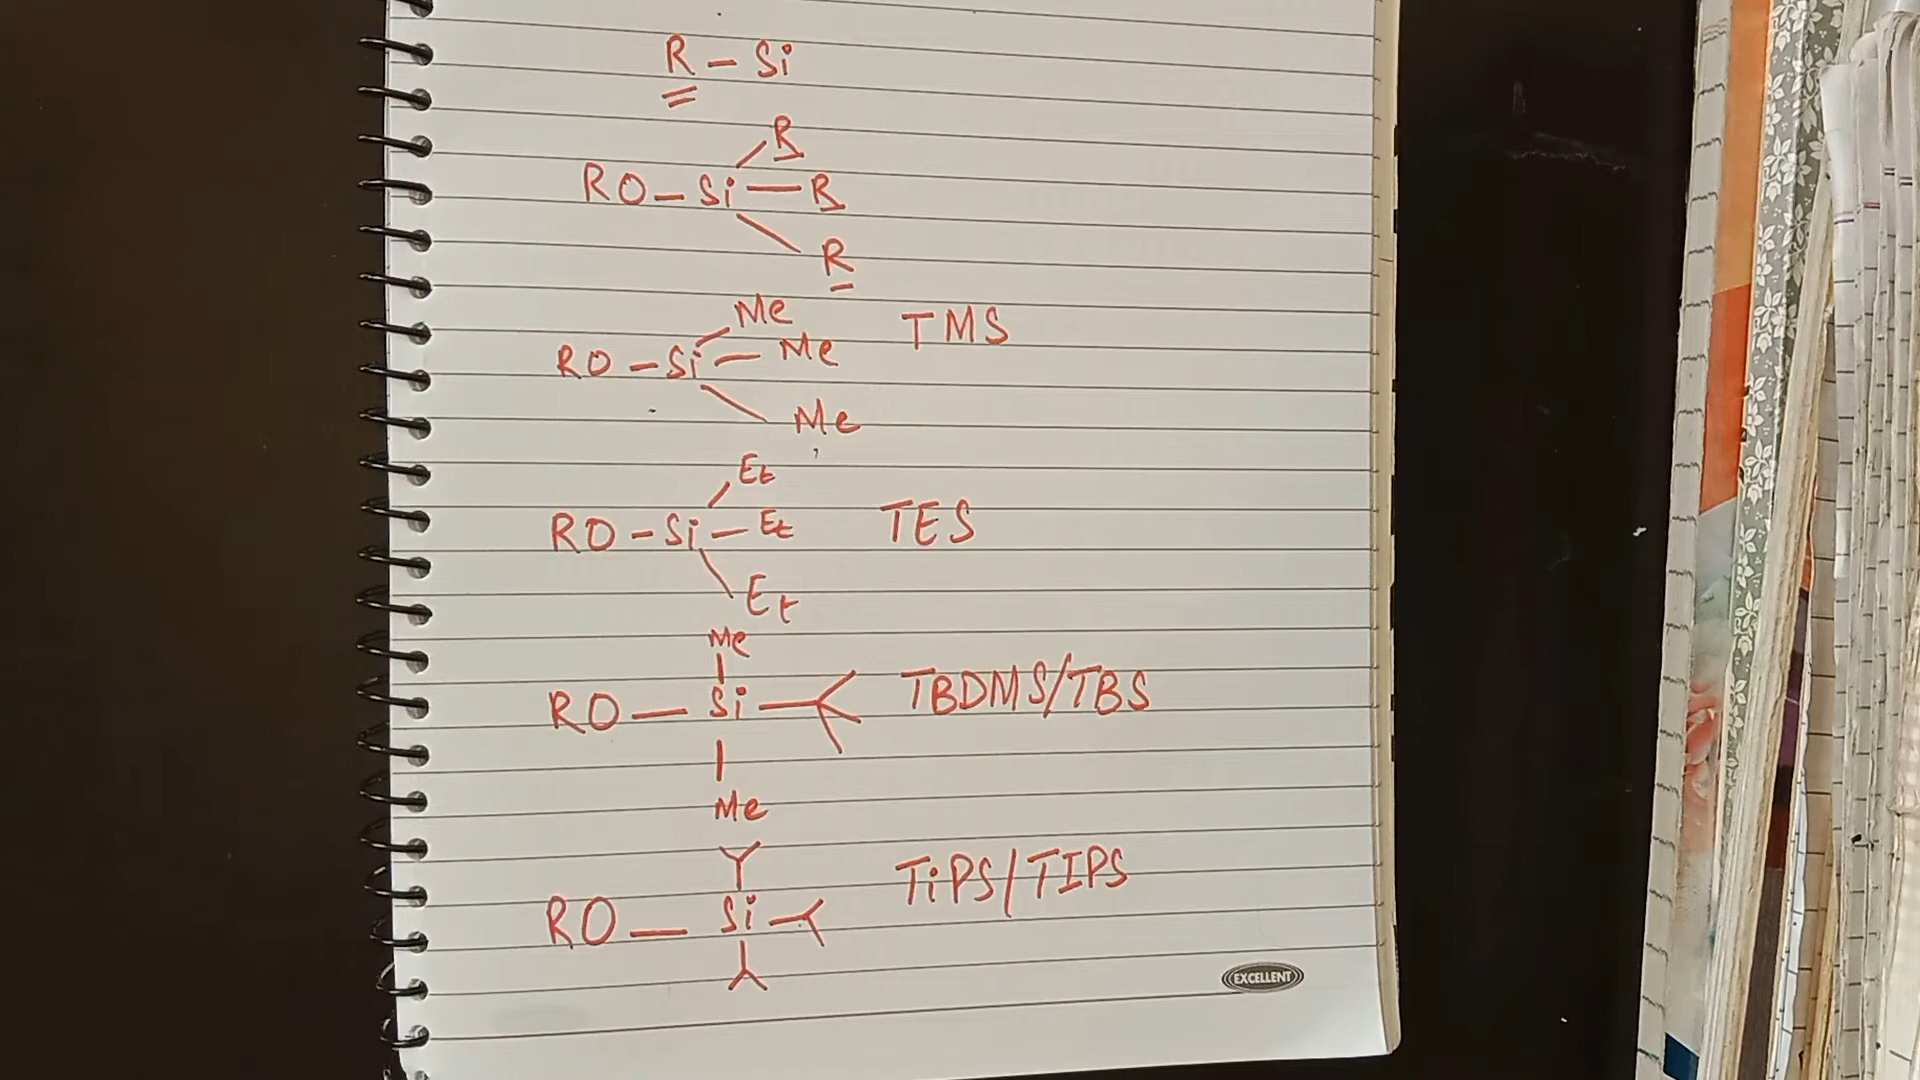 R - Si
R
RO - Si - R
R
Me
RO - Si - Me TMS
Me
Et
RO - Si - Et TES
Et
Me
RO - Si TBDMS/TBS
Me
RO - Si TiPS/TIPS
EXCELLENT